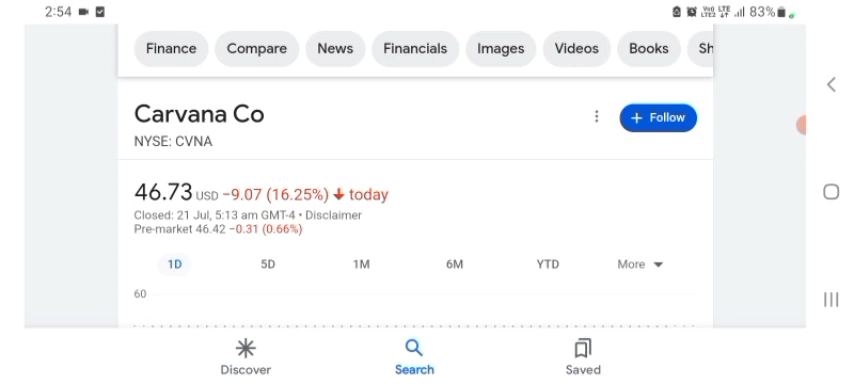 2:54 83%
Finance Compare News Financials Images Videos Books Sh
Carvana Co
+ Follow
NYSE: CVNA
46.73 USD −9.07 (16.25%) ↓ today
Closed: 21 Jul, 5:13 am GMT-4 • Disclaimer
Pre-market 46.42 −0.31 (0.66%)
1D 5D 1M 6M YTD More
60
Discover Search Saved